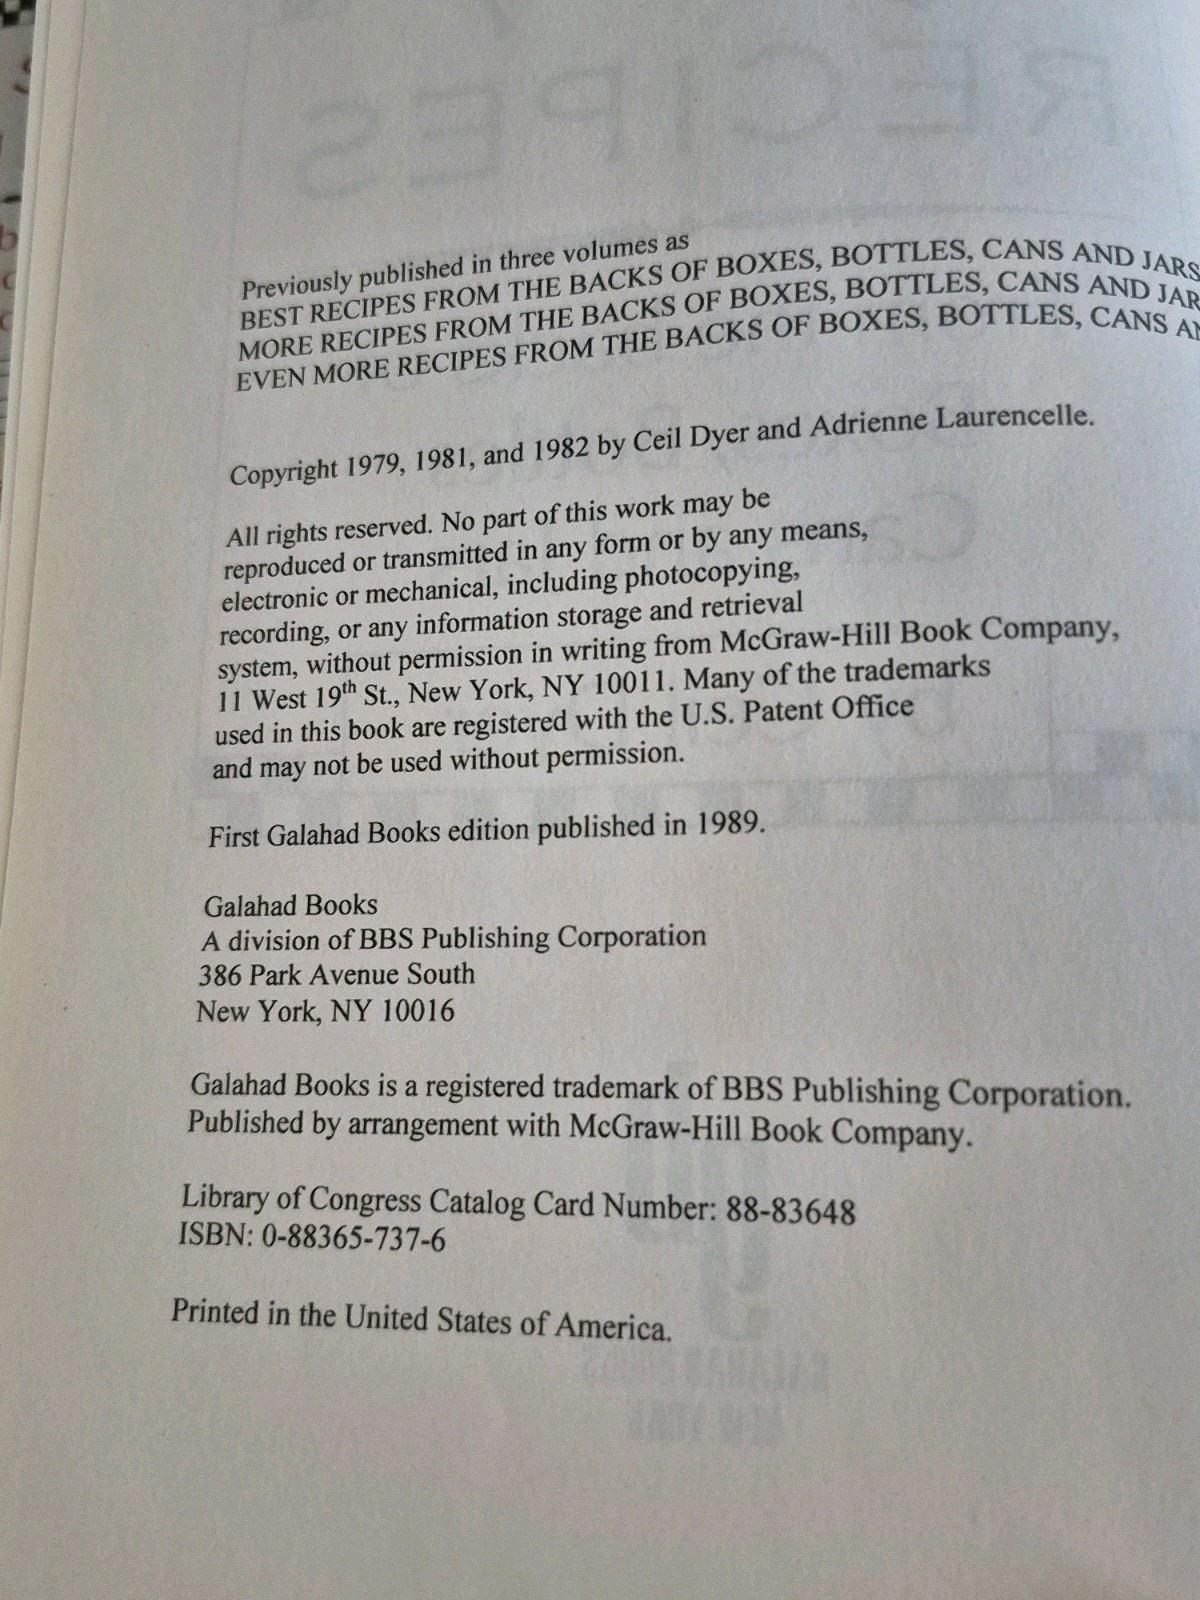 Previously published in three volumes as
BEST RECIPES FROM THE BACKS OF BOXES, BOTTLES, CANS AND JARS
MORE RECIPES FROM THE BACKS OF BOXES, BOTTLES, CANS AND JAR
EVEN MORE RECIPES FROM THE BACKS OF BOXES, BOTTLES, CANS AN
Copyright 1979, 1981, and 1982 by Ceil Dyer and Adrienne Laurencelle.
All rights reserved. No part of this work may be
reproduced or transmitted in any form or by any means,
electronic or mechanical, including photocopying,
recording, or any information storage and retrieval
system, without permission in writing from McGraw-Hill Book Company,
11 West 19th St., New York, NY 10011. Many of the trademarks
used in this book are registered with the U.S. Patent Office
and may not be used without permission.
First Galahad Books edition published in 1989.
Galahad Books
A division of BBS Publishing Corporation
386 Park Avenue South
New York, NY 10016
Galahad Books is a registered trademark of BBS Publishing Corporation.
Published by arrangement with McGraw-Hill Book Company.
Library of Congress Catalog Card Number: 88-83648
ISBN: 0-88365-737-6
Printed in the United States of America.